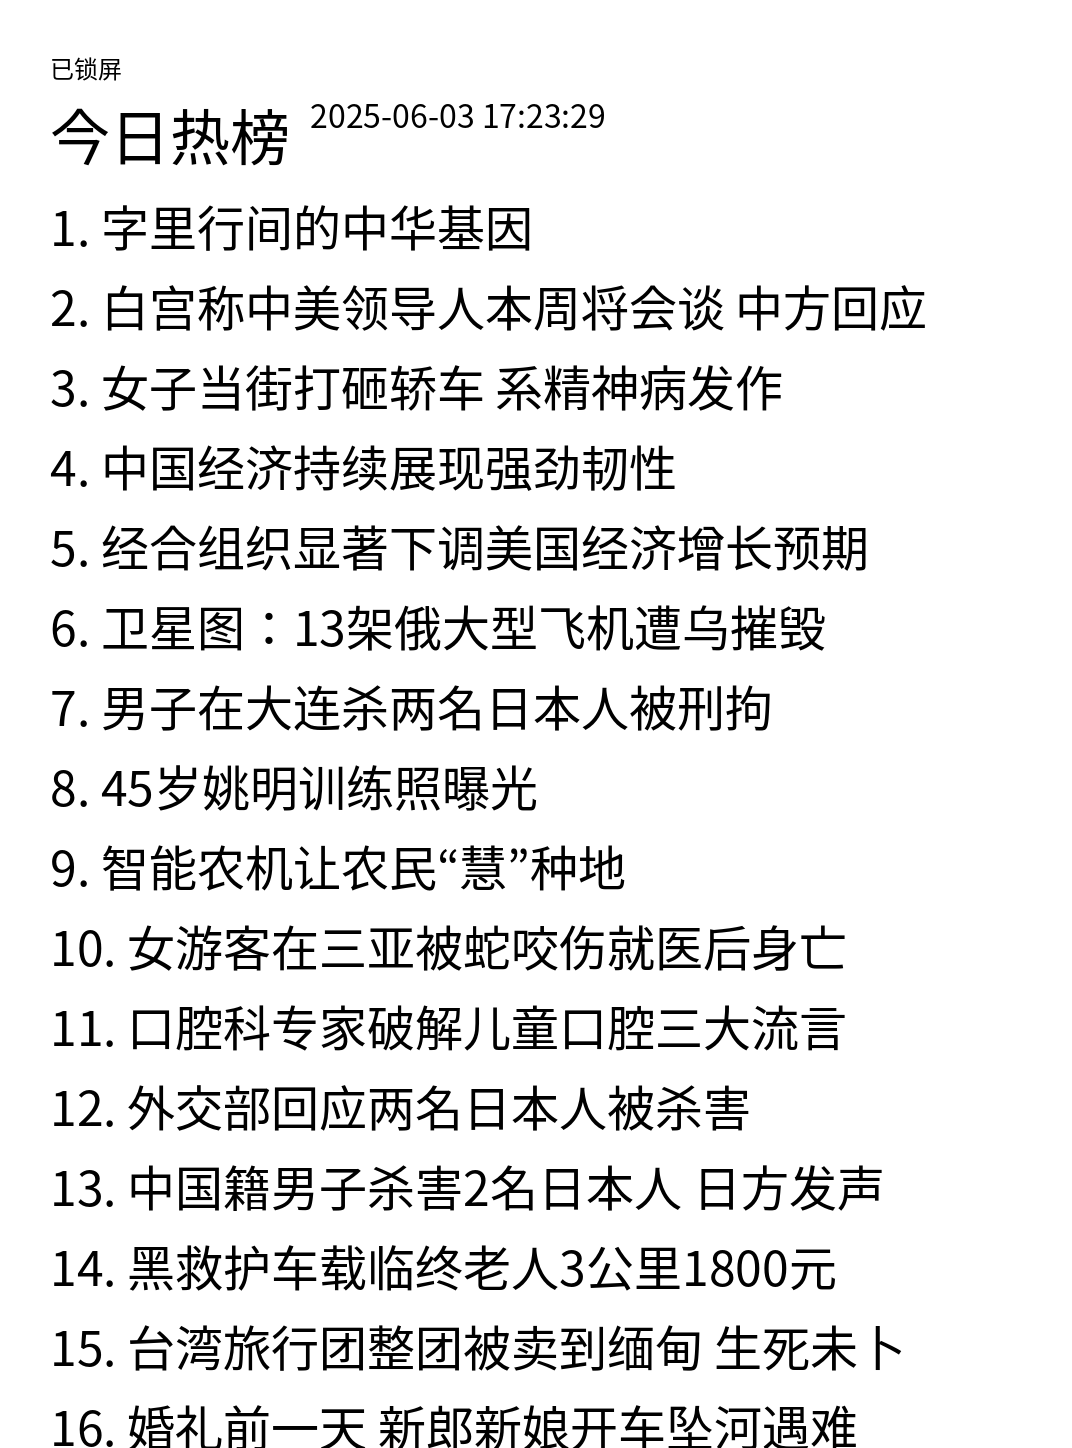 已锁屏
今日热榜 2025-06-03 17:23:29
1. 字里行间的中华基因
2. 白宫称中美领导人本周将会谈 中方回应
3. 女子当街打砸轿车 系精神病发作
4. 中国经济持续展现强劲韧性
5. 经合组织显著下调美国经济增长预期
6. 卫星图：13架俄大型飞机遭乌摧毁
7. 男子在大连杀两名日本人被刑拘
8. 45岁姚明训练照曝光
9. 智能农机让农民“慧”种地
10. 女游客在三亚被蛇咬伤就医后身亡
11. 口腔科专家破解儿童口腔三大流言
12. 外交部回应两名日本人被杀害
13. 中国籍男子杀害2名日本人 日方发声
14. 黑救护车载临终老人3公里1800元
15. 台湾旅行团整团被卖到缅甸 生死未卜
16. 婚礼前一天 新郎新娘开车坠河遇难